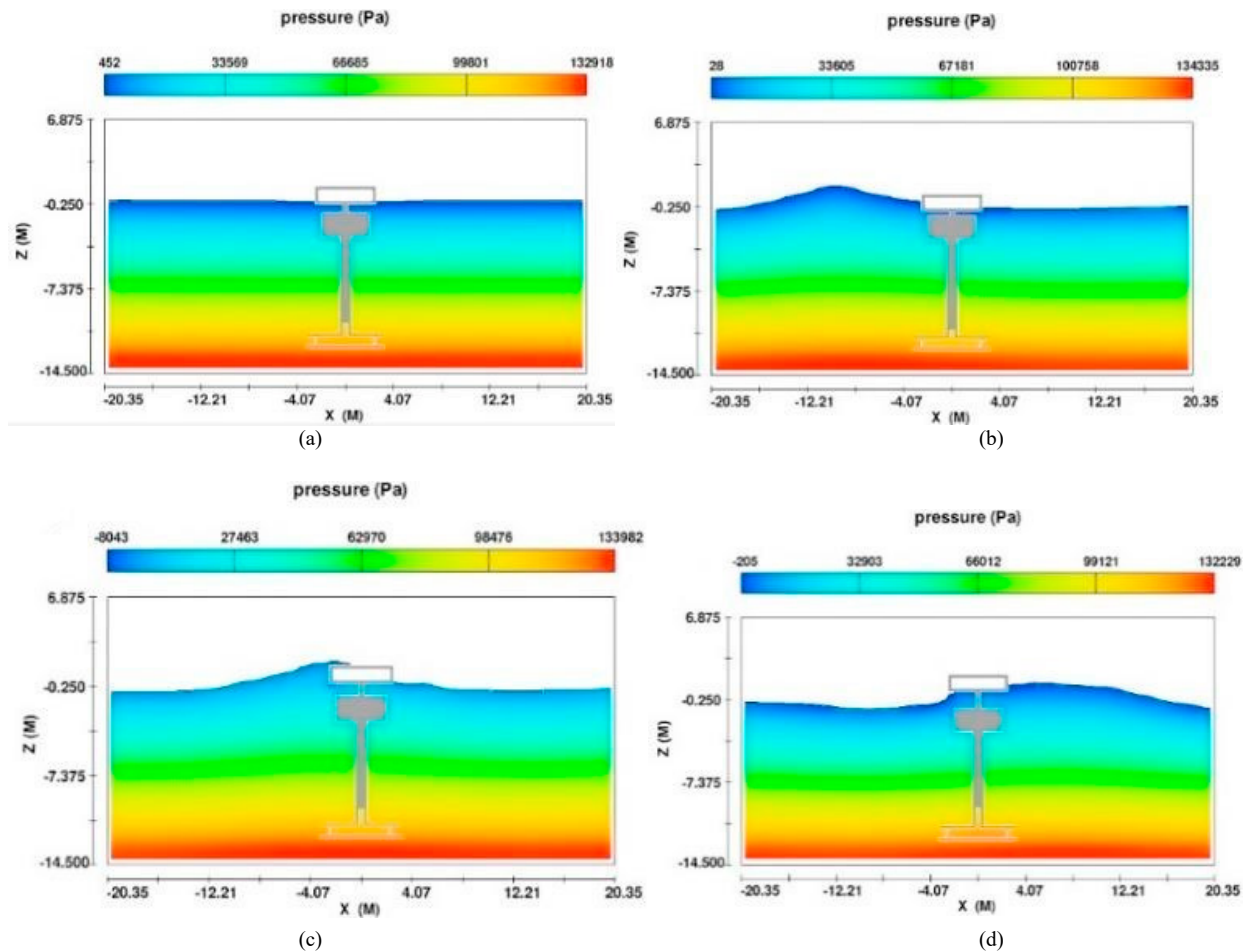 pressure (Pa)
452 33569 66685 99801 132918
6.875
-0.250
-7.375
-14.500
Z (M)
-20.35 -12.21 -4.07 4.07 12.21 20.35
X (M)
(a)
pressure (Pa)
28 33605 67181 100758 134335
6.875
-0.250
-7.375
-14.500
Z (M)
-20.35 -12.21 -4.07 4.07 12.21 20.35
X (M)
(b)
pressure (Pa)
-8043 27463 62970 98476 133982
6.875
-0.250
-7.375
-14.500
Z (M)
-20.35 -12.21 -4.07 4.07 12.21 20.35
X (M)
(c)
pressure (Pa)
-205 32903 66012 99121 132229
6.875
-0.250
-7.375
-14.500
Z (M)
-20.35 -12.21 -4.07 4.07 12.21 20.35
X (M)
(d)